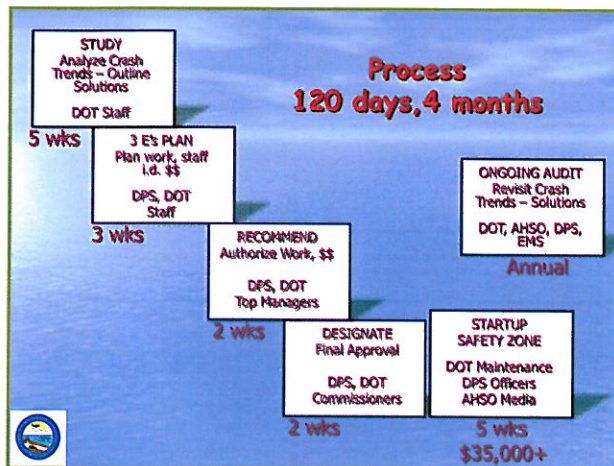 Process
120 days, 4 months
STUDY
Analyze Crash
Trends – Outline
Solutions
DOT Staff
5 wks
3 E's PLAN
Plan work, staff
i.d. $$
DPS, DOT
Staff
3 wks
RECOMMEND
Authorize Work, $$
DPS, DOT
Top Managers
2 wks
DESIGNATE
Final Approval
DPS, DOT
Commissioners
2 wks
STARTUP
SAFETY ZONE
DOT Maintenance
DPS Officers
AHSO Media
5 wks
$35,000+
ONGOING AUDIT
Revisit Crash
Trends – Solutions
DOT, AHSO, DPS,
EMS
Annual